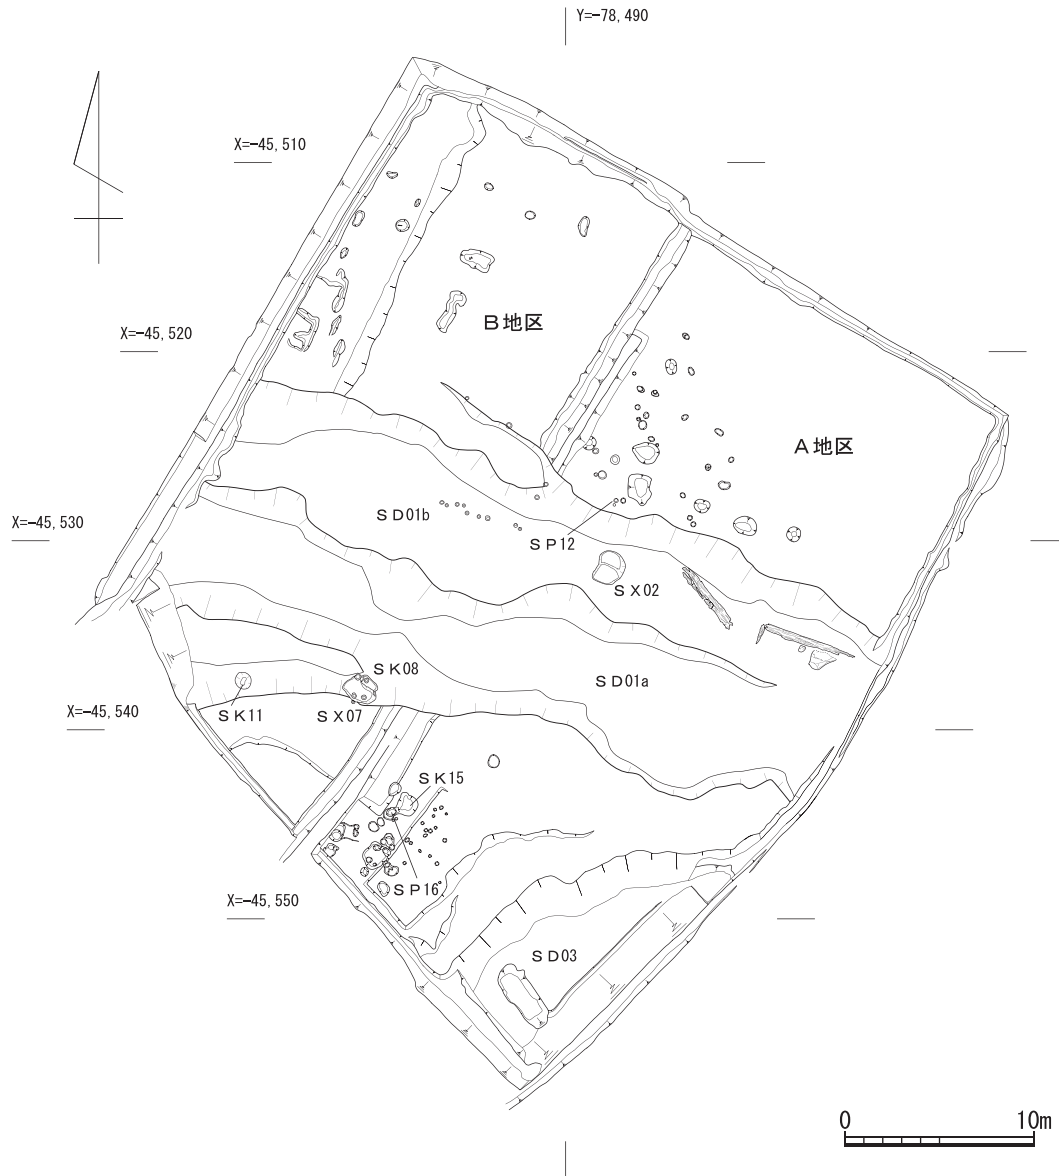 Y=-78,490
X=-45,510
X=-45,520
B地区
A地区
SD01b
X=-45,530
SP12
SX02
SK08
SD01a
SK11
SX07
X=-45,540
SK15
SP16
X=-45,550
SD03
0
10m